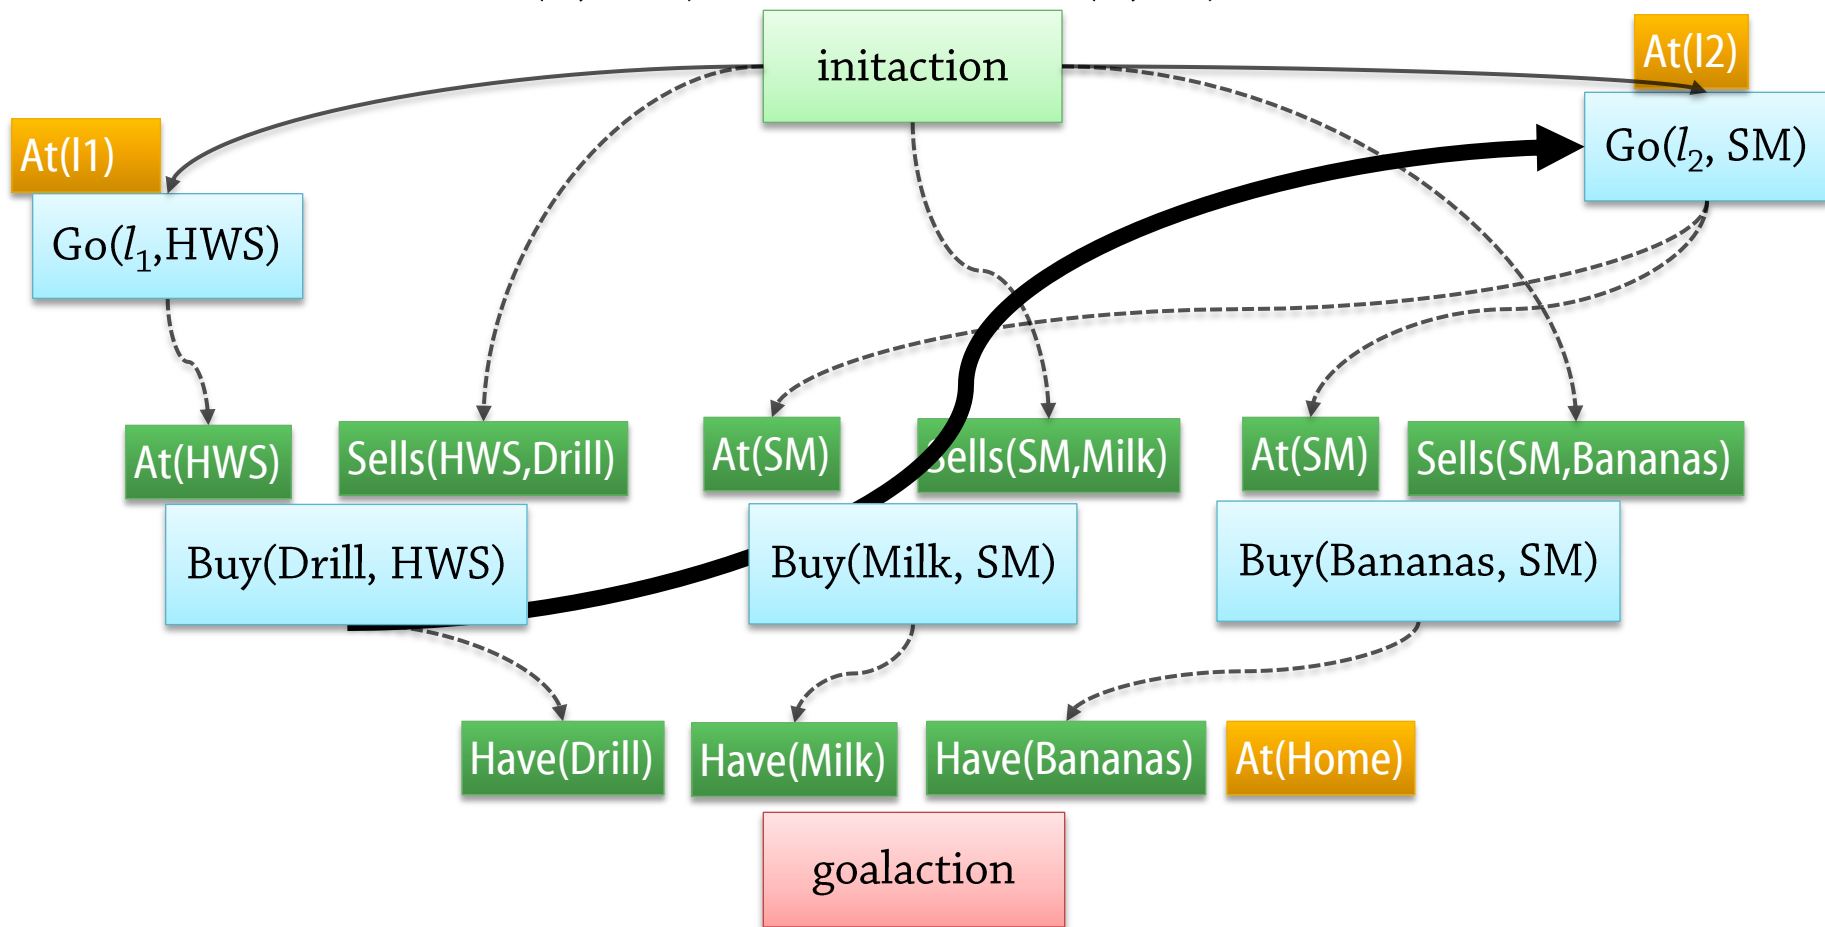 initaction
At(l2)
At(l1)
Go(l₂, SM)
Go(l₁,HWS)
At(HWS)
Sells(HWS,Drill)
At(SM)
Sells(SM,Milk)
At(SM)
Sells(SM,Bananas)
Buy(Drill, HWS)
Buy(Milk, SM)
Buy(Bananas, SM)
Have(Drill)
Have(Milk)
Have(Bananas)
At(Home)
goalaction